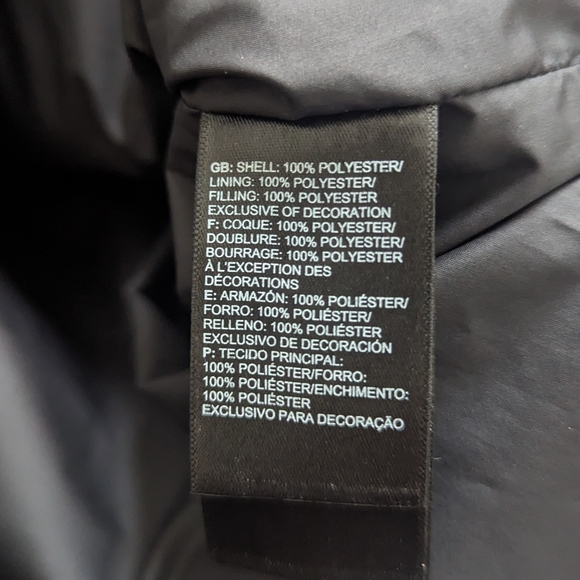 GB: SHELL: 100% POLYESTER/
LINING: 100% POLYESTER/
FILLING: 100% POLYESTER
EXCLUSIVE OF DECORATION
F: COQUE: 100% POLYESTER/
DOUBLURE: 100% POLYESTER/
BOURRAGE: 100% POLYESTER
À L'EXCEPTION DES
DÉCORATIONS
E: ARMAZÓN: 100% POLIÉSTER/
FORRO: 100% POLIÉSTER/
RELLENO: 100% POLIÉSTER
EXCLUSIVO DE DECORACIÓN
P: TECIDO PRINCIPAL:
100% POLIÉSTER/FORRO:
100% POLIÉSTER/ENCHIMENTO:
100% POLIÉSTER
EXCLUSIVO PARA DECORAÇÃO